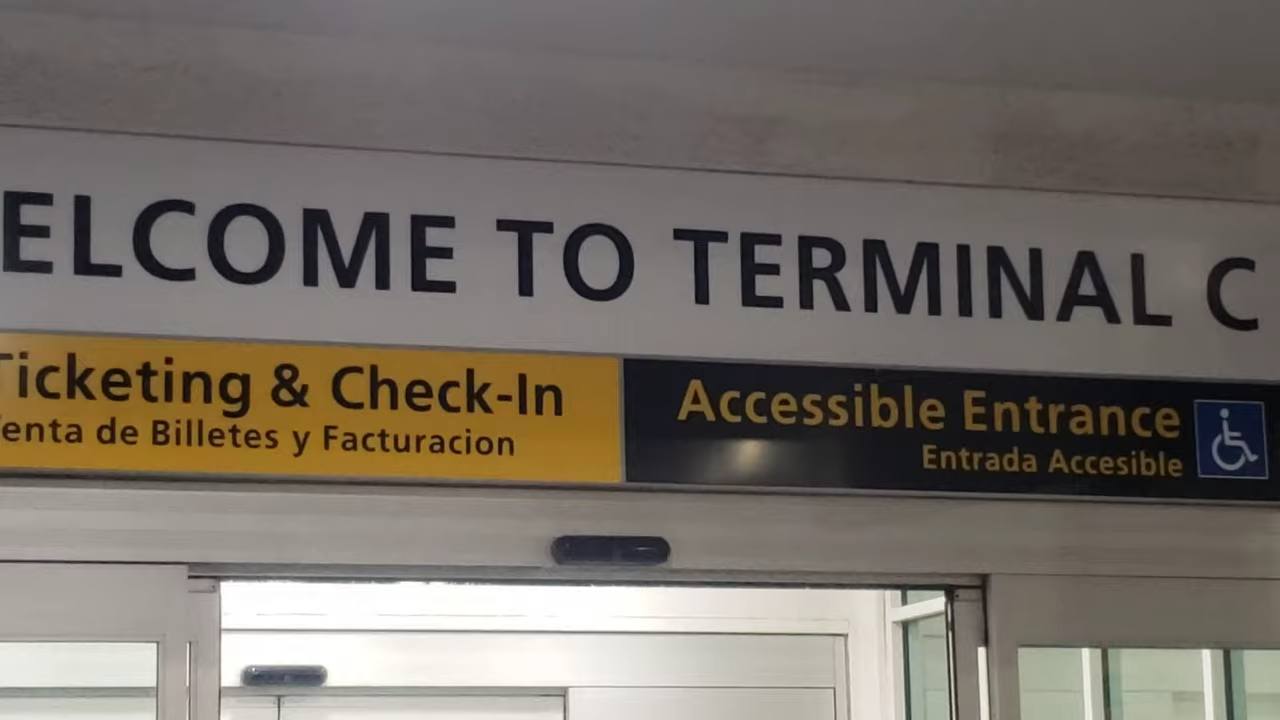 ELCOME TO TERMINAL C
Ticketing & Check-In
enta de Billetes y Facturacion
Accessible Entrance
Entrada Accesible